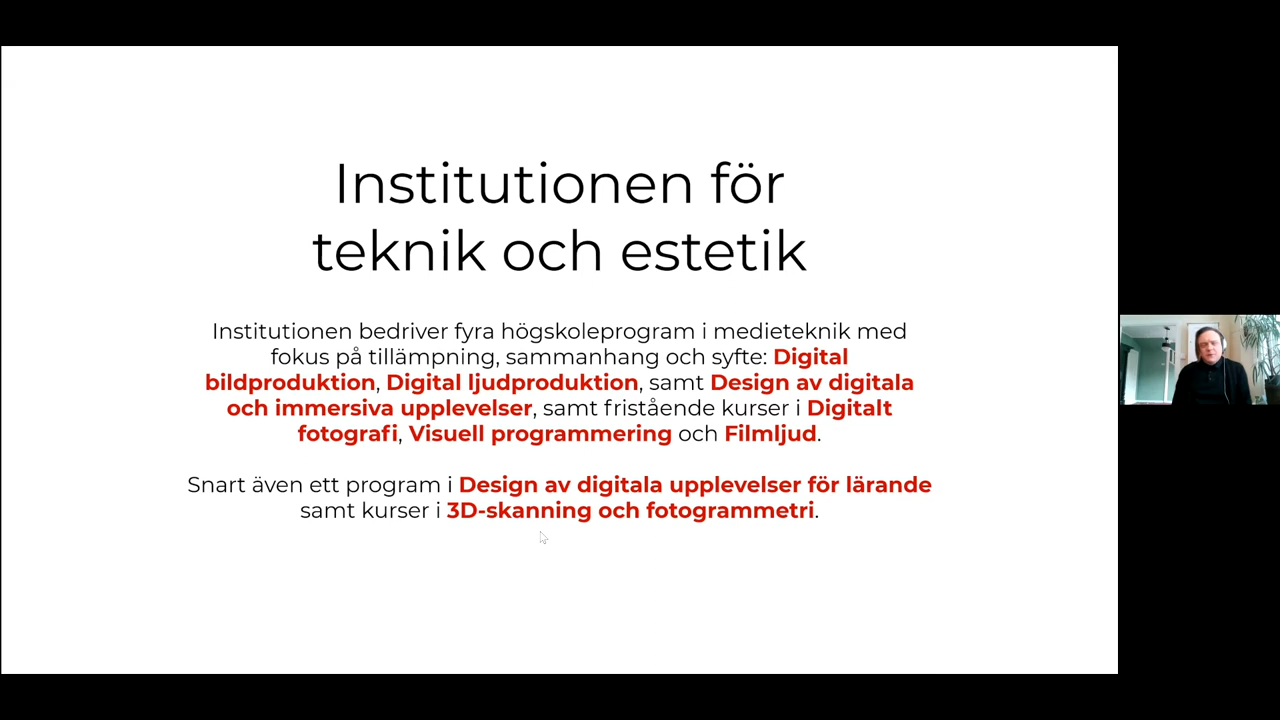 Institutionen för
teknik och estetik
Institutionen bedriver fyra högskoleprogram i medieteknik med
fokus på tillämpning, sammanhang och syfte: Digital
bildproduktion, Digital ljudproduktion, samt Design av digitala
och immersiva upplevelser, samt fristående kurser i Digitalt
fotografi, Visuell programmering och Filmljud.
Snart även ett program i Design av digitala upplevelser för lärande
samt kurser i 3D-skanning och fotogrammetri.